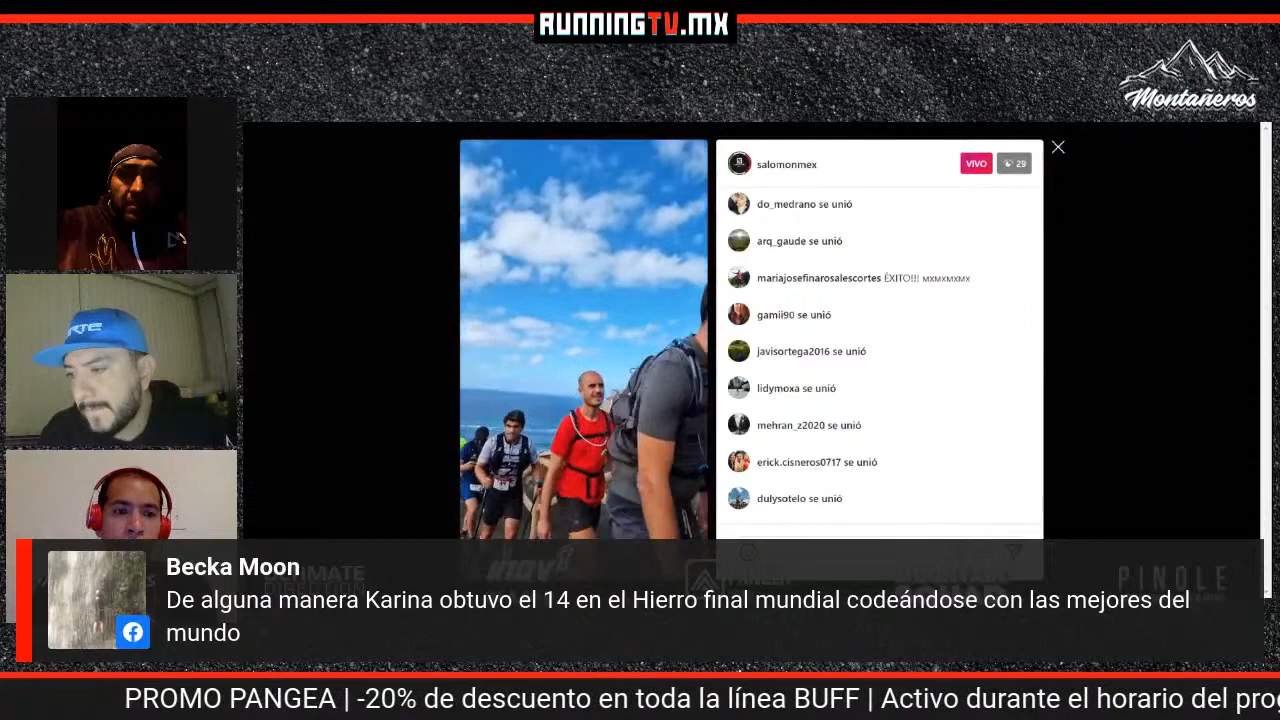 RUNNINGTV.MX
Montañeros
salomonmex
VIVO
29
do_medrano se unió
arq_gaude se unió
mariajosefinarosalescortes ÉXITO!!! MXMXMXMX
gamii90 se unió
javisortega2016 se unió
lidymoxa se unió
mehran_z2020 se unió
erick.cisneros0717 se unió
dulysotelo se unió
RTE
Becka Moon
De alguna manera Karina obtuvo el 14 en el Hierro final mundial codeándose con las mejores del
mundo
PINOLE
PROMO PANGEA | -20% de descuento en toda la línea BUFF | Activo durante el horario del prog